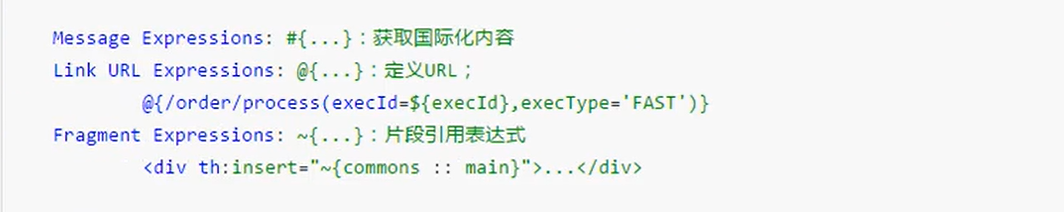 Message Expressions: #{...}：获取国际化内容
Link URL Expressions: @{...}：定义URL；
@{/order/process(execId=${execId},execType='FAST')}
Fragment Expressions: ~{...}：片段引用表达式
<div th:insert="~{commons :: main}">...</div>